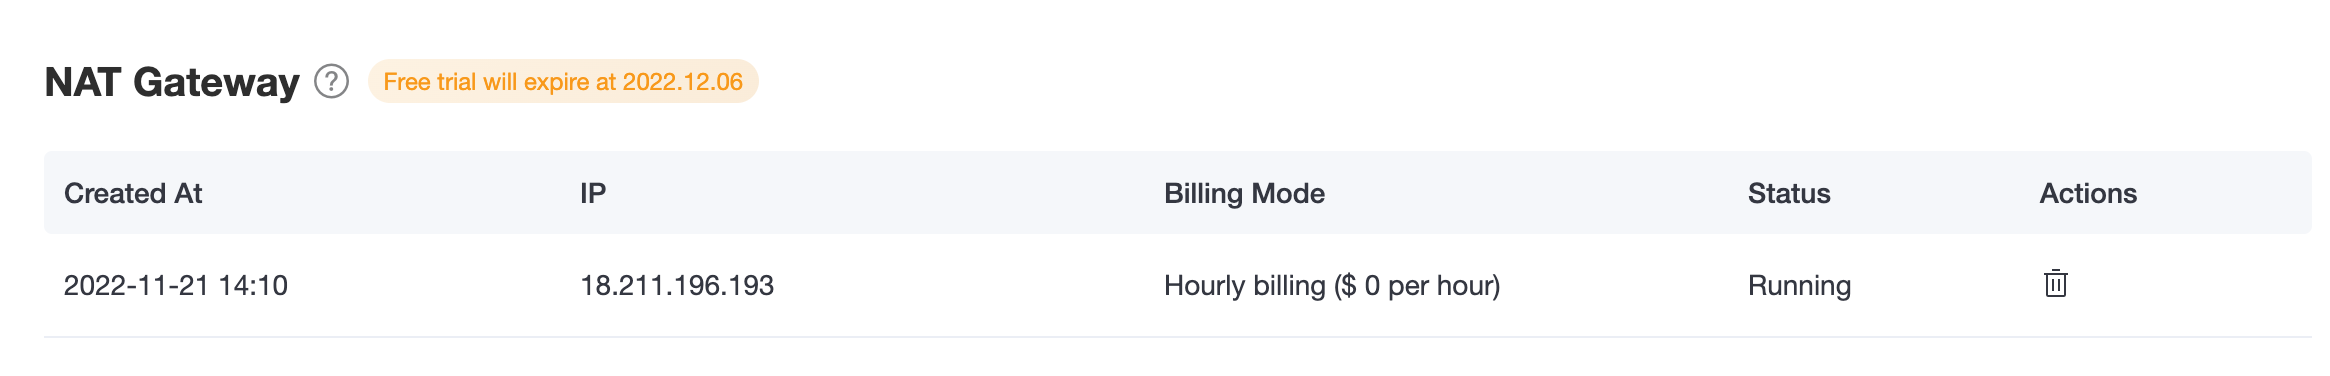 NAT Gateway ? Free trial will expire at 2022.12.06
Created At IP Billing Mode Status Actions
2022-11-21 14:10 18.211.196.193 Hourly billing ($ 0 per hour) Running